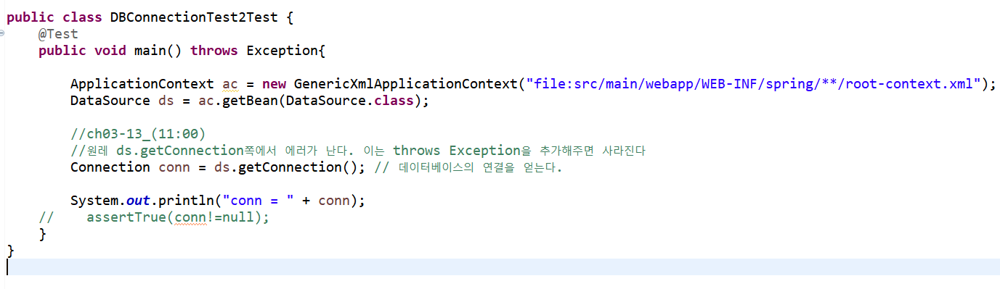 public class DBConnectionTest2Test {
@Test
public void main() throws Exception{
ApplicationContext ac = new GenericXmlApplicationContext("file:src/main/webapp/WEB-INF/spring/**/root-context.xml");
DataSource ds = ac.getBean(DataSource.class);
//ch03-13_(11:00)
//원레 ds.getConnection쪽에서 에러가 난다. 이는 throws Exception을 추가해주면 사라진다
Connection conn = ds.getConnection(); // 데이터베이스의 연결을 얻는다.
System.out.println("conn = " + conn);
// assertTrue(conn!=null);
}
}